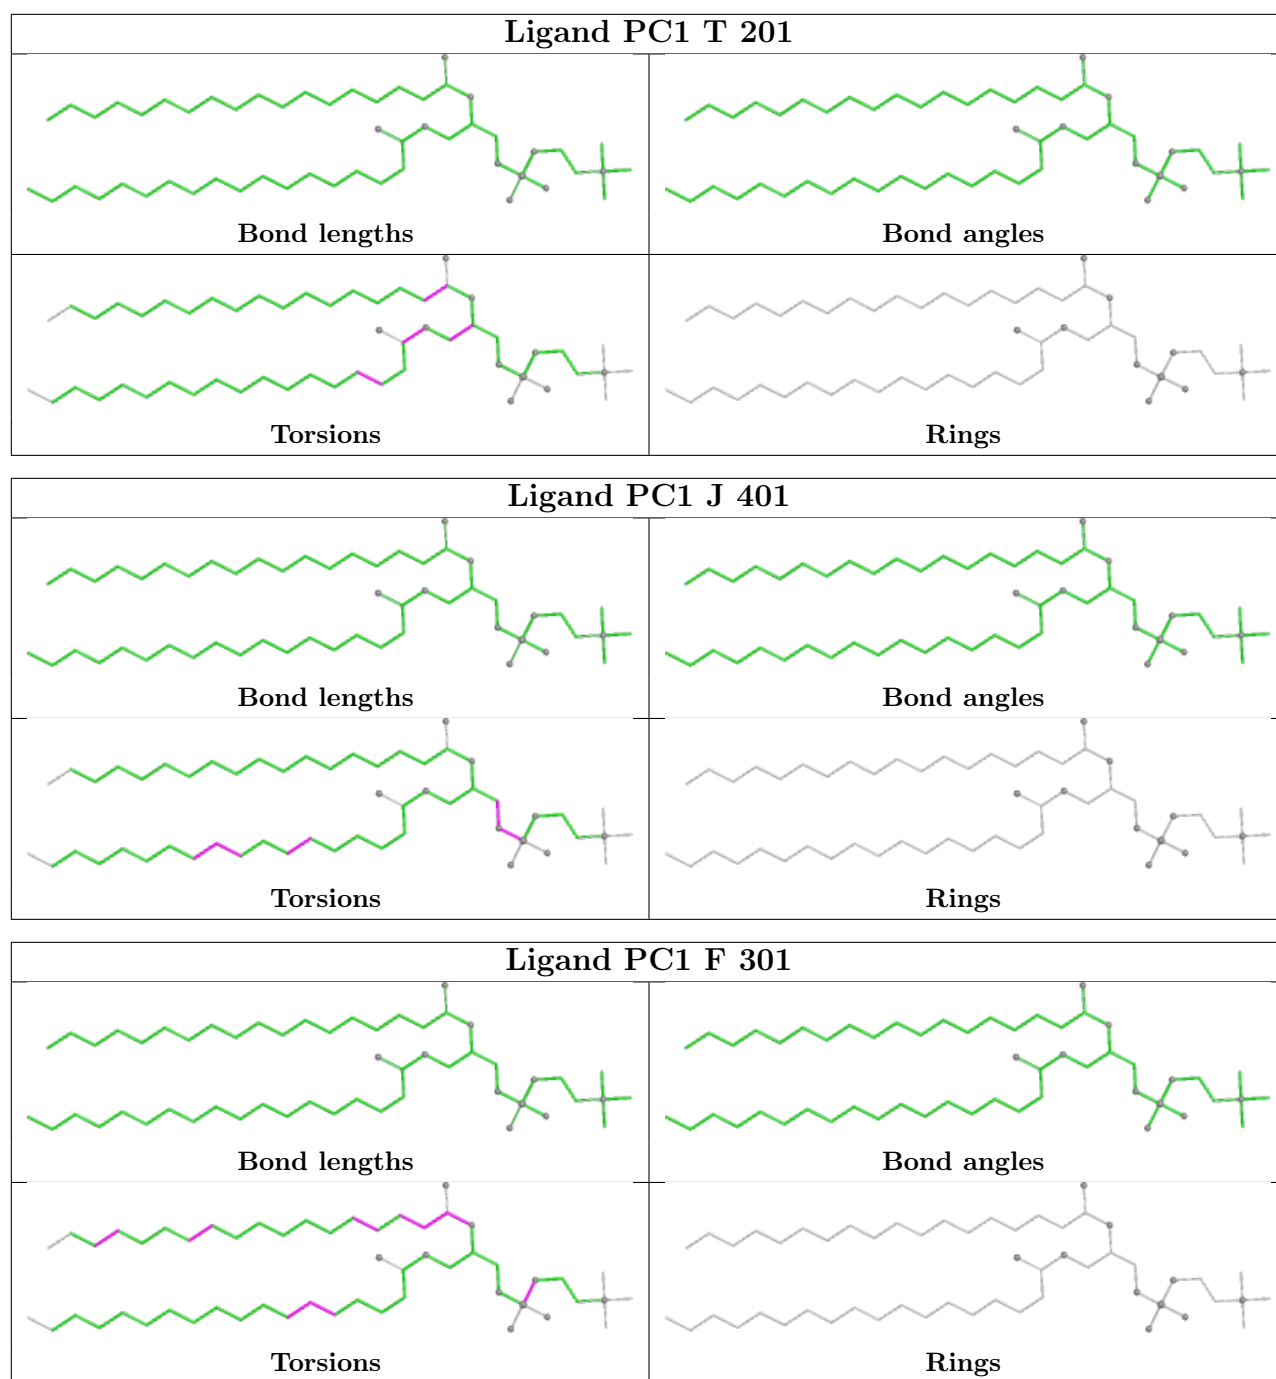 Ligand PC1 T 201
Bond lengths
Bond angles
Torsions
Rings
Ligand PC1 J 401
Bond lengths
Bond angles
Torsions
Rings
Ligand PC1 F 301
Bond lengths
Bond angles
Torsions
Rings